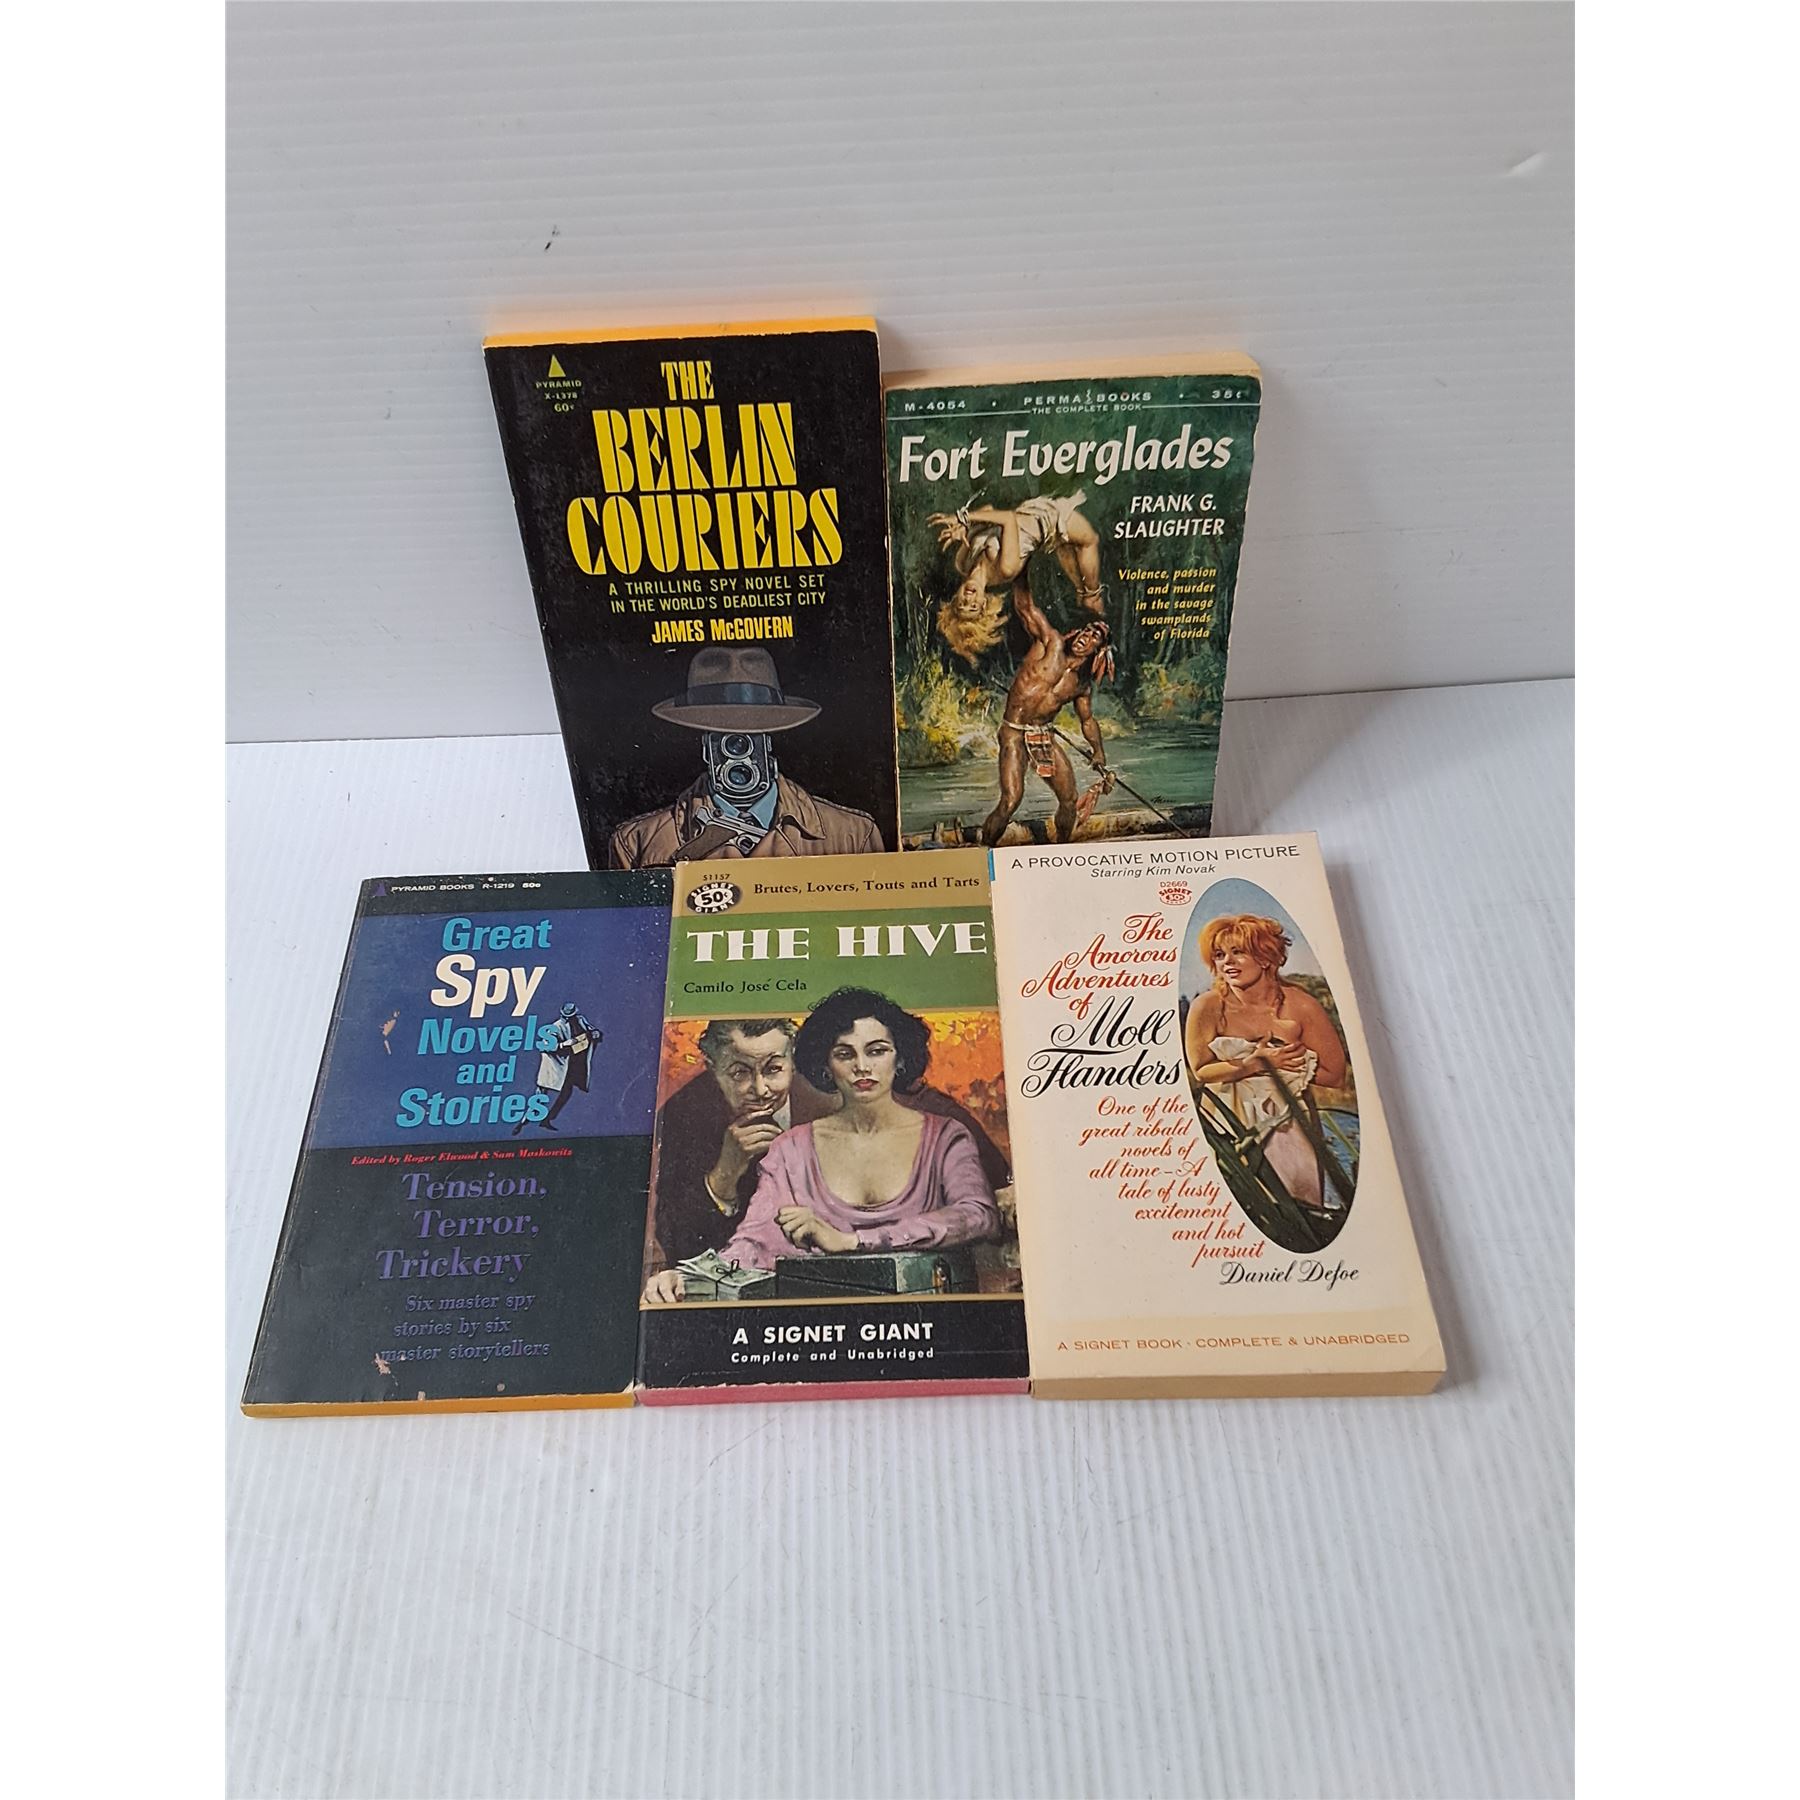 PYRAMID
X-1378
60¢
THE
BERLIN
COURIERS
A THRILLING SPY NOVEL SET
IN THE WORLD'S DEADLIEST CITY
JAMES McGOVERN
M-4054 · PERMA BOOKS · 35¢
THE COMPLETE BOOK
Fort Everglades
FRANK G.
SLAUGHTER
Violence, passion
and murder
in the savage
swamplands
of Florida
PYRAMID BOOKS R-1219 50¢
Great
Spy
Novels
and
Stories
Edited by Roger Elwood & Sam Moskowitz
Tension,
Terror,
Trickery
Six master spy
stories by six
master storytellers
S1157
SIGNET
50¢
GIANT
Brutes, Lovers, Touts and Tarts
THE HIVE
Camilo José Cela
A SIGNET GIANT
Complete and Unabridged
A PROVOCATIVE MOTION PICTURE
Starring Kim Novak
D2669
SIGNET
50¢
The
Amorous
Adventures
of
Moll
Flanders
One of the
great ribald
novels of
all time—A
tale of lusty
excitement
and hot
pursuit
Daniel Defoe
A SIGNET BOOK · COMPLETE & UNABRIDGED